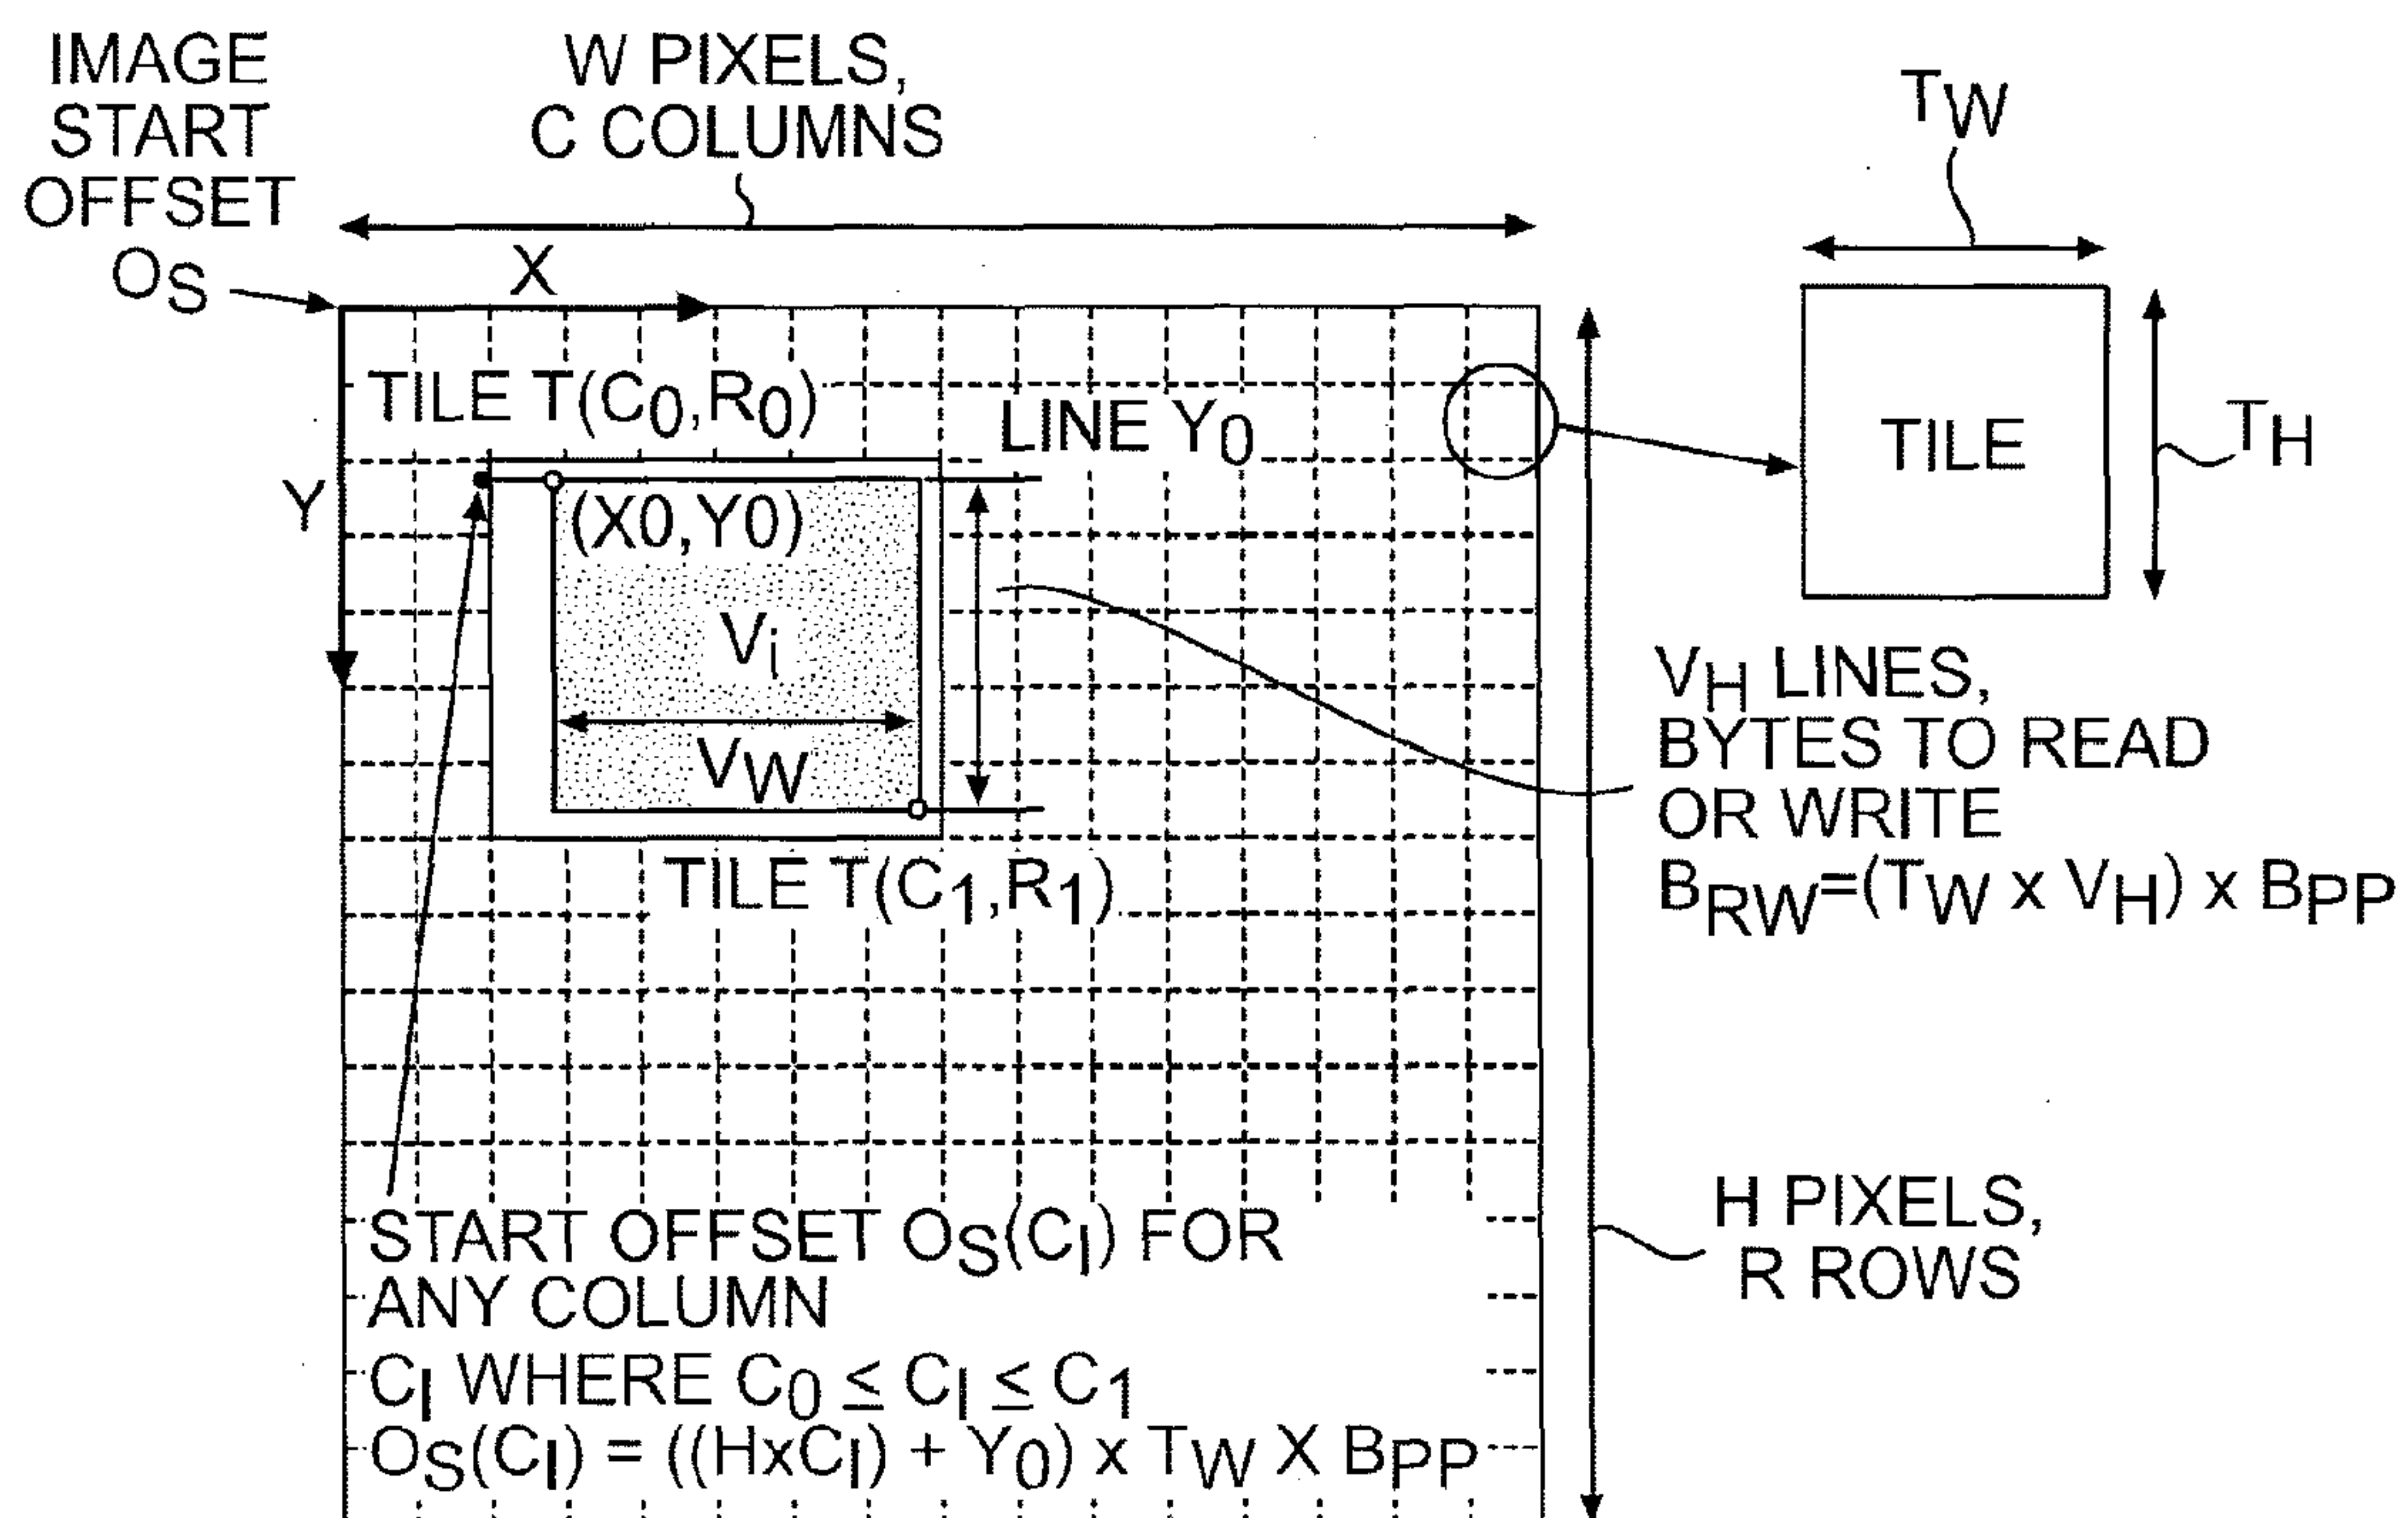 IMAGE
START
OFFSET
OS
W PIXELS,
C COLUMNS
TW
X
TILE T(C0,R0)
LINE Y0
TILE
TH
Y
(X0,Y0)
Vi
VW
VH LINES,
BYTES TO READ
OR WRITE
BRW=(TW x VH) x BPP
TILE T(C1,R1)
H PIXELS,
R ROWS
START OFFSET OS(CI) FOR
ANY COLUMN
CI WHERE C0 ≤ CI ≤ C1
OS(CI) = ((HxCI) + Y0) x TW X BPP